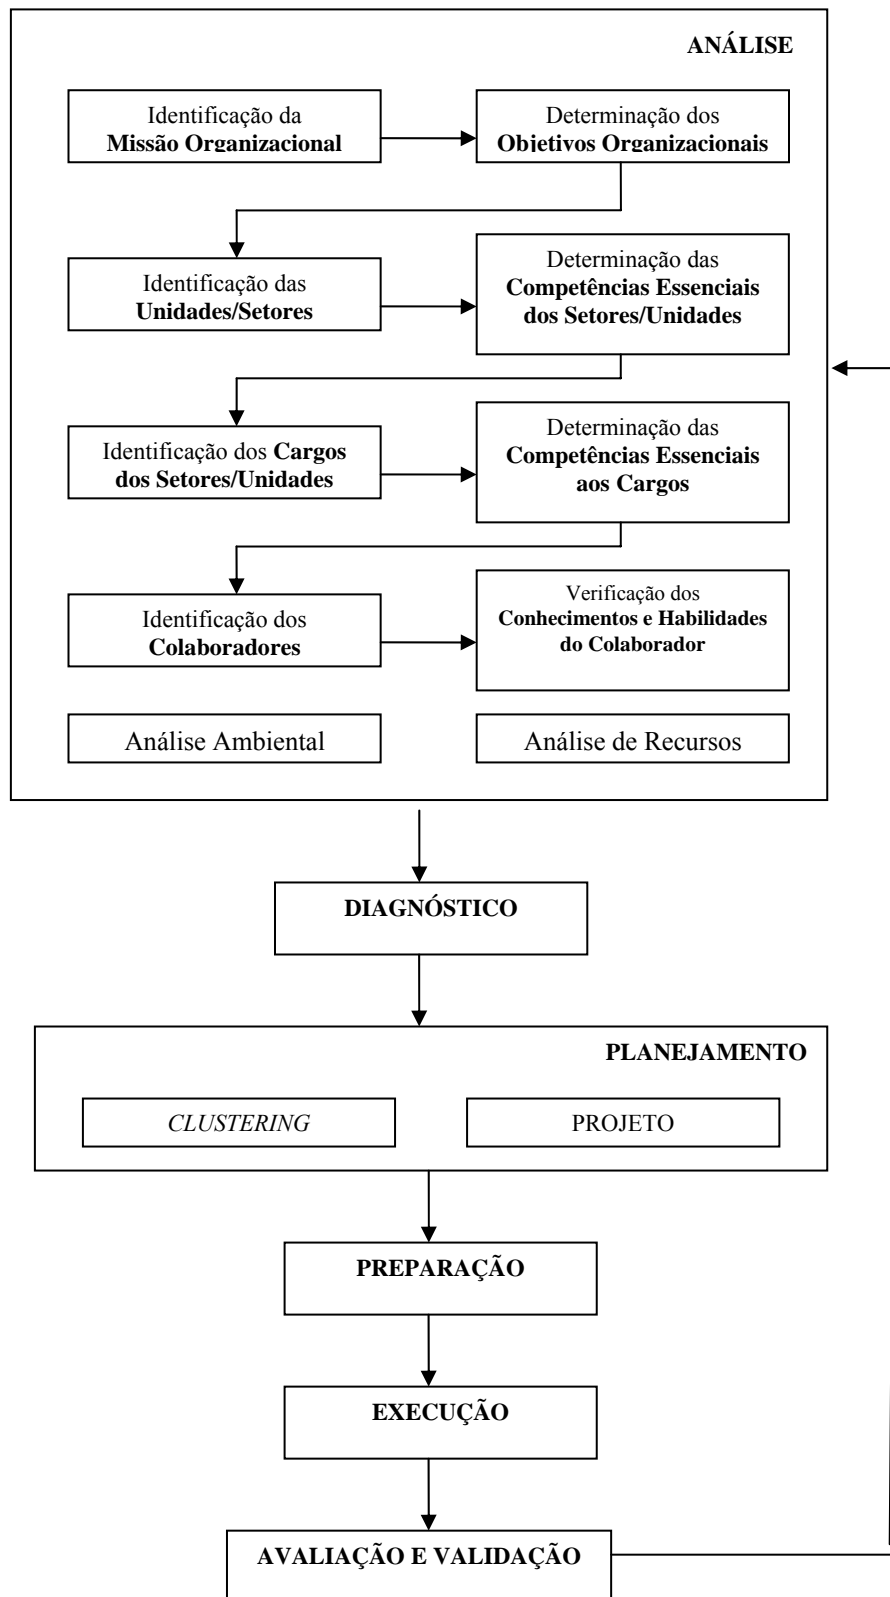 ANÁLISE
Identificação da
Missão Organizacional
Determinação dos
Objetivos Organizacionais
Identificação das
Unidades/Setores
Determinação das
Competências Essenciais
dos Setores/Unidades
Identificação dos Cargos
dos Setores/Unidades
Determinação das
Competências Essenciais
aos Cargos
Identificação dos
Colaboradores
Verificação dos
Conhecimentos e Habilidades
do Colaborador
Análise Ambiental
Análise de Recursos
DIAGNÓSTICO
PLANEJAMENTO
CLUSTERING
PROJETO
PREPARAÇÃO
EXECUÇÃO
AVALIAÇÃO E VALIDAÇÃO